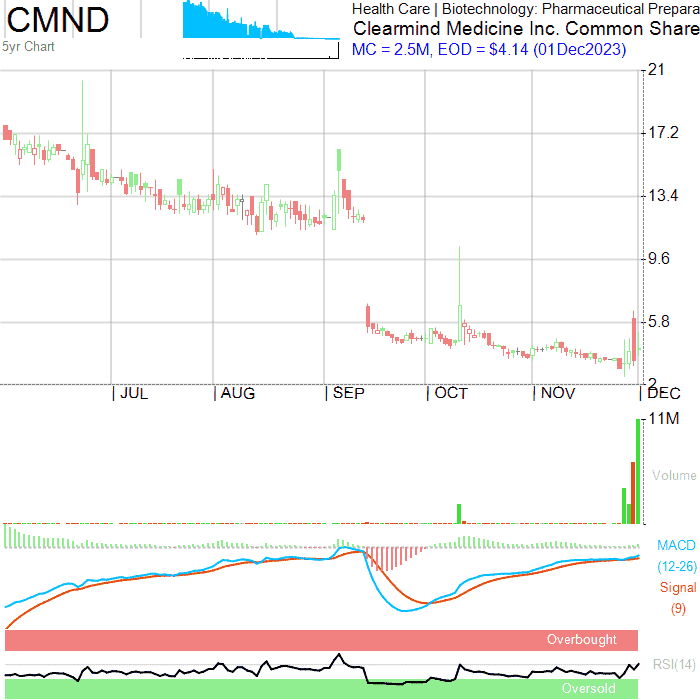 CMND
5yr Chart
Health Care | Biotechnology: Pharmaceutical Prepara
Clearmind Medicine Inc. Common Share
MC = 2.5M, EOD = $4.14 (01Dec2023)
21
17.2
13.4
9.6
5.8
2
JUL
AUG
SEP
OCT
NOV
DEC
11M
Volume
MACD
(12-26)
Signal
(9)
Overbought
RSI(14)
Oversold